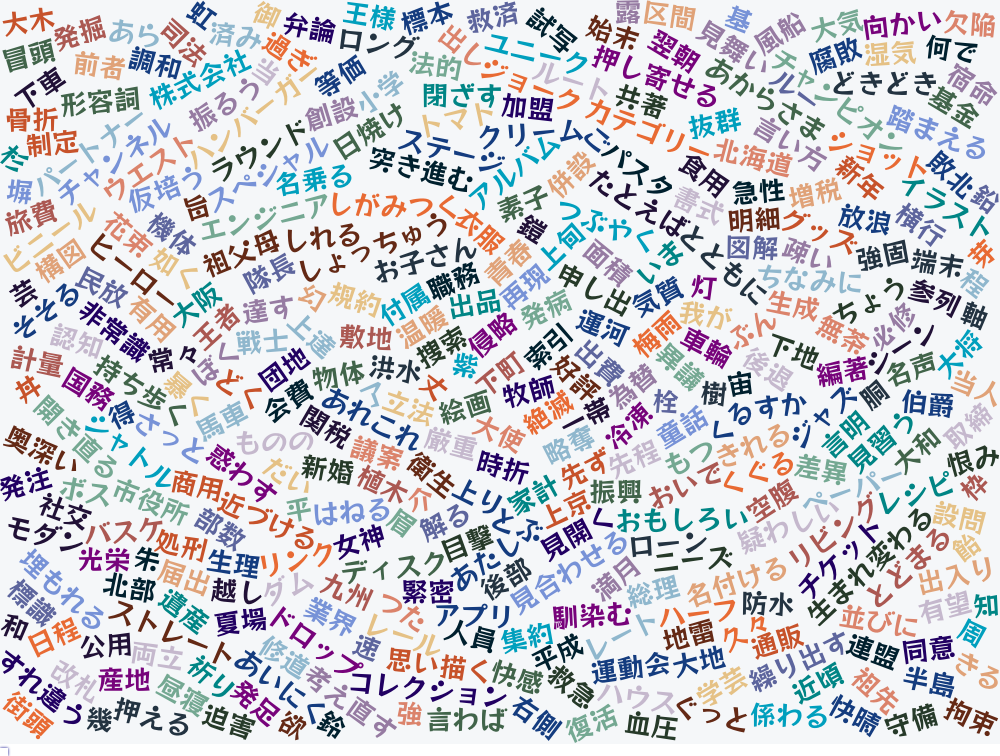 大木
発掘
あら
司法
虹
済み
御
弁論
王様
標本
救済
試写
始末
露
区間
基
見舞い
風船
大気
向かい
欠陥
冒頭
前者
調和
過ぎ
ロング
出し
ユニーク
翌朝
チャンピオン
腐敗
湿気
何で
下車
形容詞
株式会社
振るう
当
等価
法的
ジョーク
ルート
押し寄せる
あからさま
ルー
どきどき
宿命
骨折
制定
パートナー
チャンネル
ハンバーガー
創設
小学
閉ざす
加盟
共著
カテゴリー
抜群
言い方
踏まえる
基金
ウエスト
ラウンド
日焼け
トマト
クリーム
ステージ
ショット
敗北
塀
仮
培う
スペシャル
名乗る
突き進む
アルバム
併設
パスタ
食用
北海道
新年
イラスト
鉛
旅費
旨
エンジニア
しがみつく
衣服
素子
たとえば
書式
急性
増税
ビニール
花束
機体
祖父母
しれる
鎧
つぶやく
明細
グッズ
放浪
横行
幸
構図
ヒーロー
如く
隊長
しょっちゅう
お子さん
青者
上回
面積
ともに
図解
疎い
強固
端末
程
芸
民放
有用
大阪
達す
規約
付属
職務
出品
再現
申し出
気質
灯
ちなみに
生成
ちょう
参列
軸
そそる
非常識
王者
戦士
上達
敷地
温暖
捜索
侵略
発病
索引
運河
梅雨
我が
ぶん
無茶
必修
認知
常々
ぼく
団地
物体
洪水
紫
下町
出費
異議
車輪
後退
下地
編著
シーン
名声
大将
計量
国務
持ち歩く
暴く
どく
会費
あれこれ
立法
丈
絵画
牧師
好評
為替
樹
宙
胴
当人
丼
開き直る
得
さっと
馬車
関税
厳重
大使
絶滅
一帯
冷凍
栓
童話
くるすか
ジャズ
伯爵
取締
奥深い
シャトル
惑わす
ものの
議案
衛生
時折
略奪
先ず
先程
もつ
きれる
言明
見習う
大和
恨み
発注
ボス
市役所
商用
近づける
だい
新婚
植木
介
上り
家計
上京
振興
おいで
くぐる
差異
ペーパー
レシピ
枠
社交
モダン
バスケ
処刑
部数
平
はねる
盾
解る
とぶ
見開く
おもしろい
空腹
疑わしい
リビング
設問
光栄
朱
生理
リンク
女神
ディスク
目撃
あたし
見合わせる
ローン
ニーズ
チケット
生まれ変わる
飴
埋もれる
北部
届出
越し
ダム
九州
緊密
後部
満月
総理
名付ける
とどまる
出入り
標識
遺産
夏場
業界
つた
アプリ
馴染む
レート
ハーフ
防水
並びに
有望
知
和
日程
公用
ストレート
ドロップ
速
レール
人員
集約
平成
地雷
久々
通販
連盟
同意
周
すれ違う
両立
祈り
あいにく
修道
考え直す
思い描く
快感
救急
運動会
大地
繰り出す
半島
きる
改札
産地
昼寝
発足
コレクション
ハウス
学芸
近頃
祖先
街頭
幾
押える
迫害
欲
鈴
強
言わば
右側
復活
血圧
ぐっと
係わる
快晴
守備
拘束